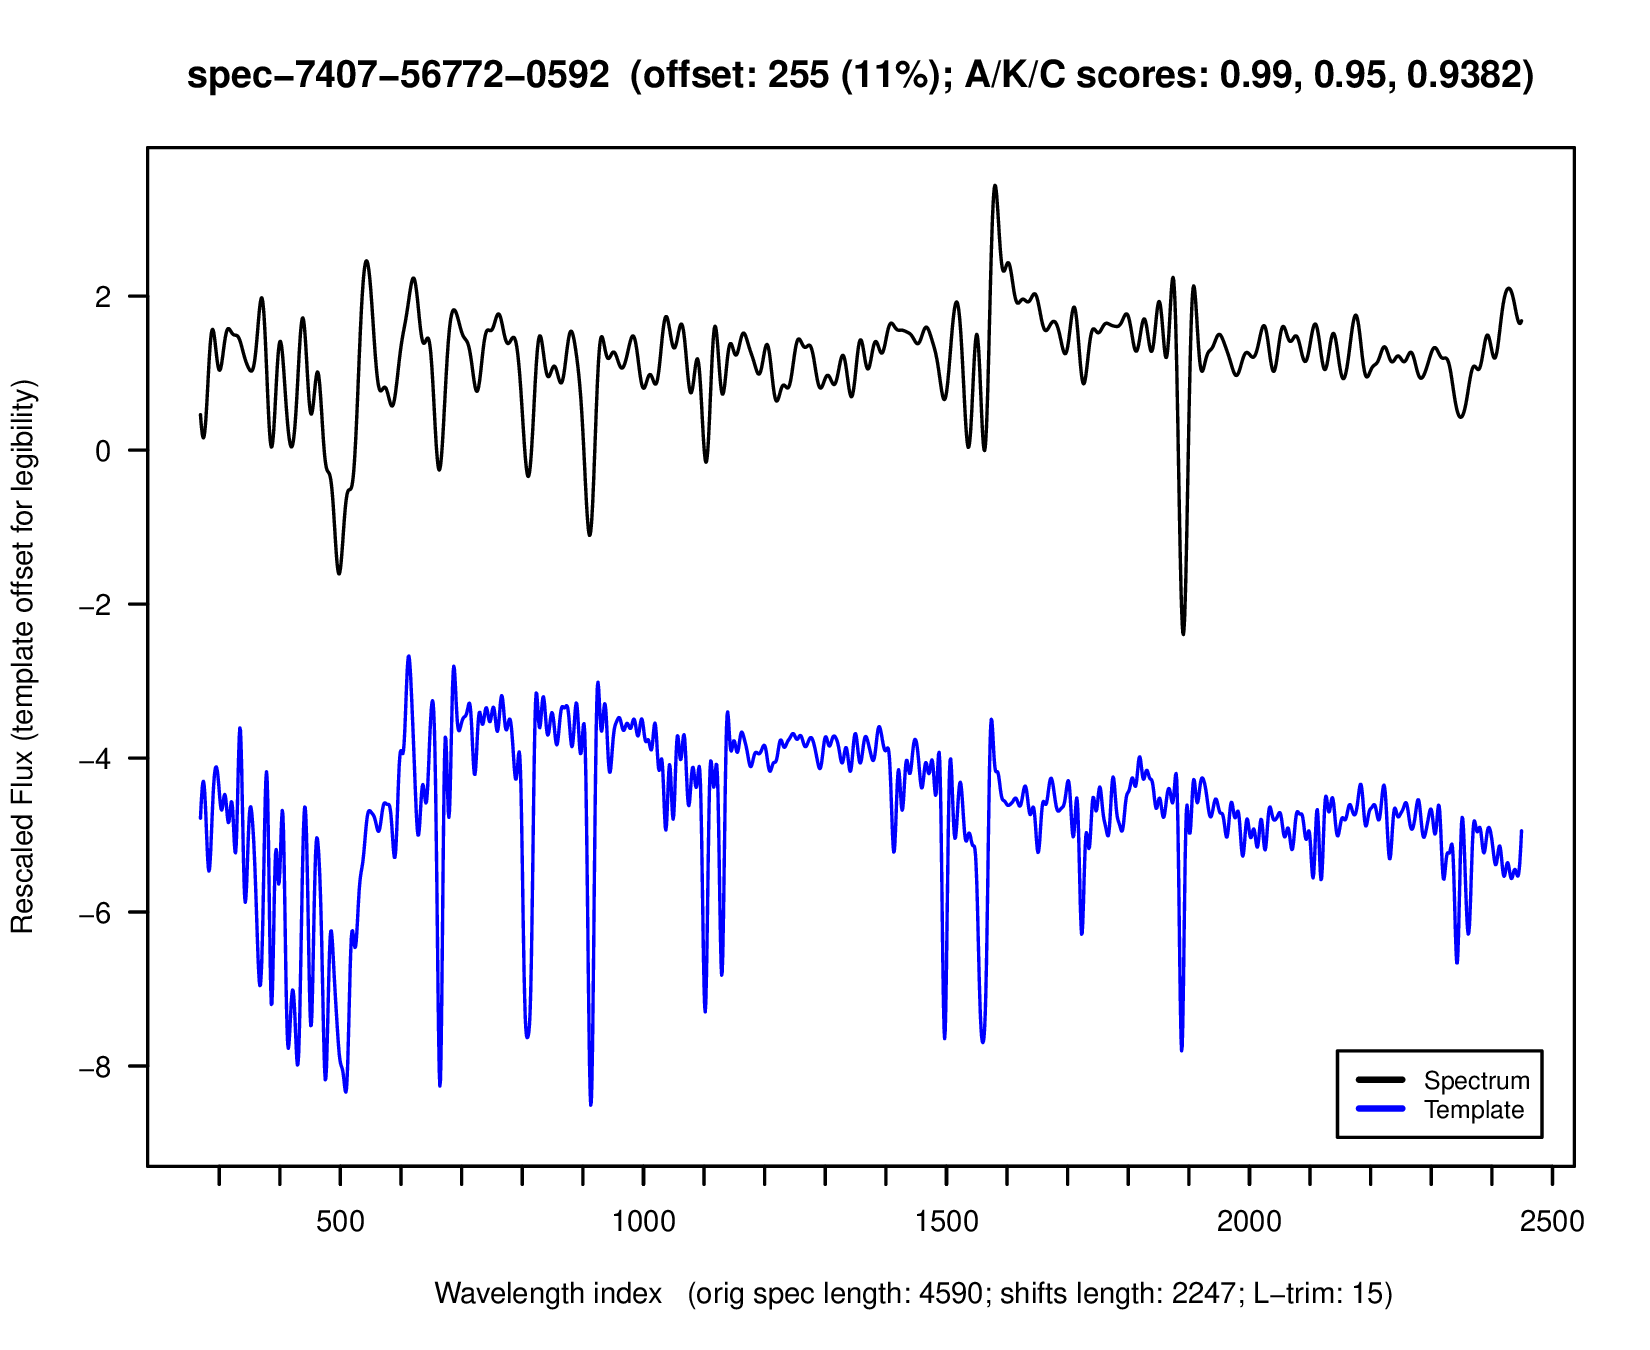 spec−7407−56772−0592 (offset: 255 (11%); A/K/C scores: 0.99, 0.95, 0.9382)
Rescaled Flux (template offset for legibility)
2
0
−2
−4
−6
−8
Spectrum
Template
500 1000 1500 2000 2500
Wavelength index (orig spec length: 4590; shifts length: 2247; L−trim: 15)